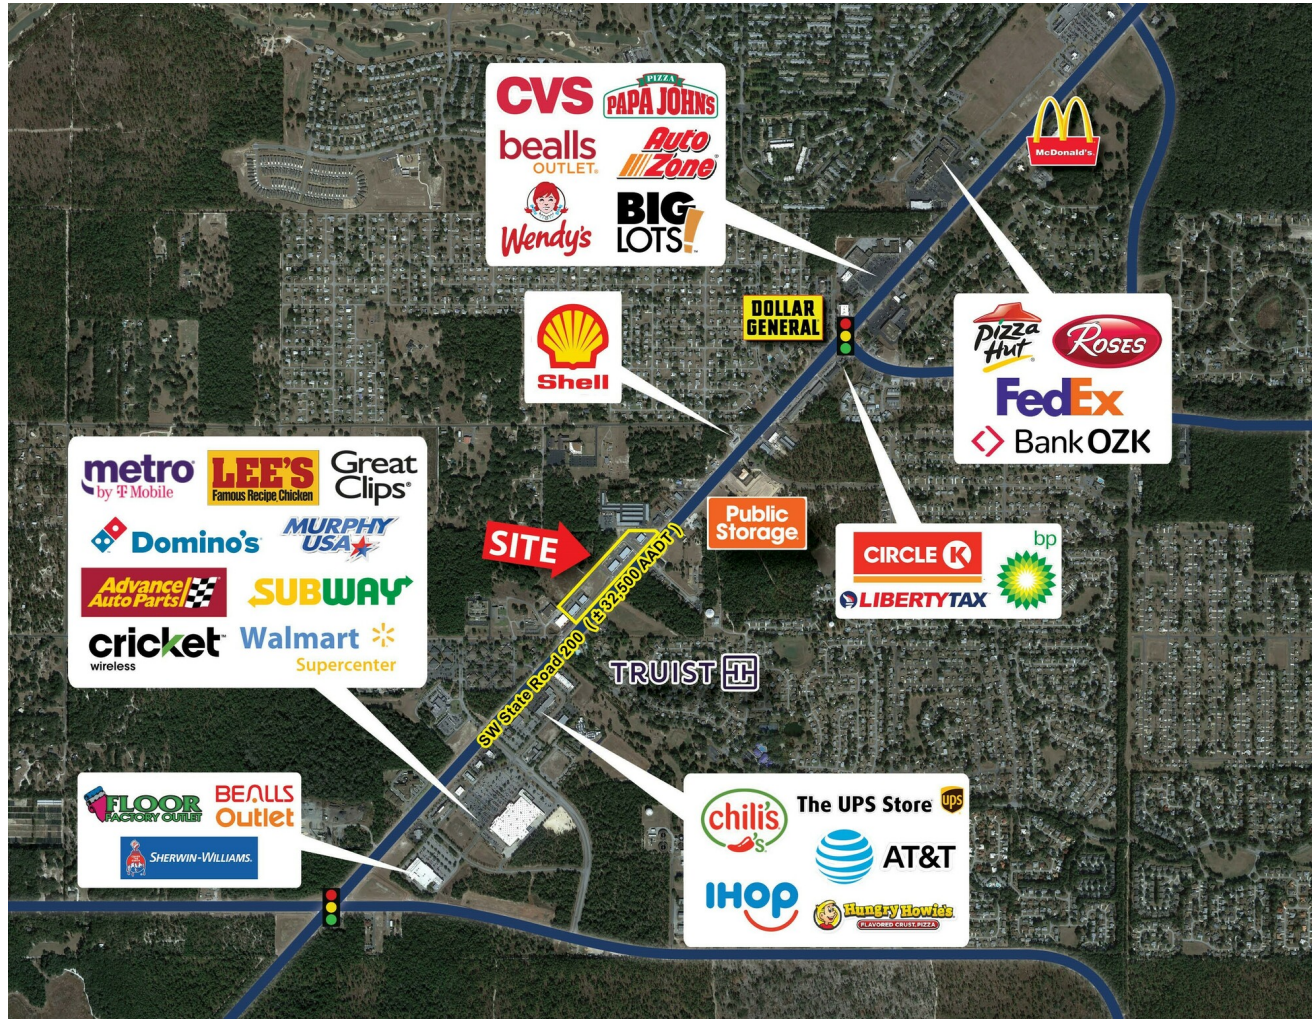 CVS
PIZZA
PAPA JOHNS
bealls
OUTLET
Auto
Zone
Wendy's
BIG
LOTS!
McDonald's
DOLLAR
GENERAL
Shell
Pizza
Hut
ROSES
FedEx
Bank OZK
metro
by T Mobile
LEE'S
Famous Recipe Chicken
Great
Clips
Domino's
MURPHY
USA
Advance
Auto Parts
SUBWAY
cricket
wireless
Walmart
Supercenter
SITE
Public
Storage
CIRCLE K
LIBERTY TAX
bp
SW State Road 200 (± 32,500 AADT)
TRUIST
FLOOR
FACTORY OUTLET
BEALLS
Outlet
SHERWIN-WILLIAMS.
chili's
's
The UPS Store
ups
AT&T
IHOP
Hungry Howie's
FLAVORED CRUST PIZZA